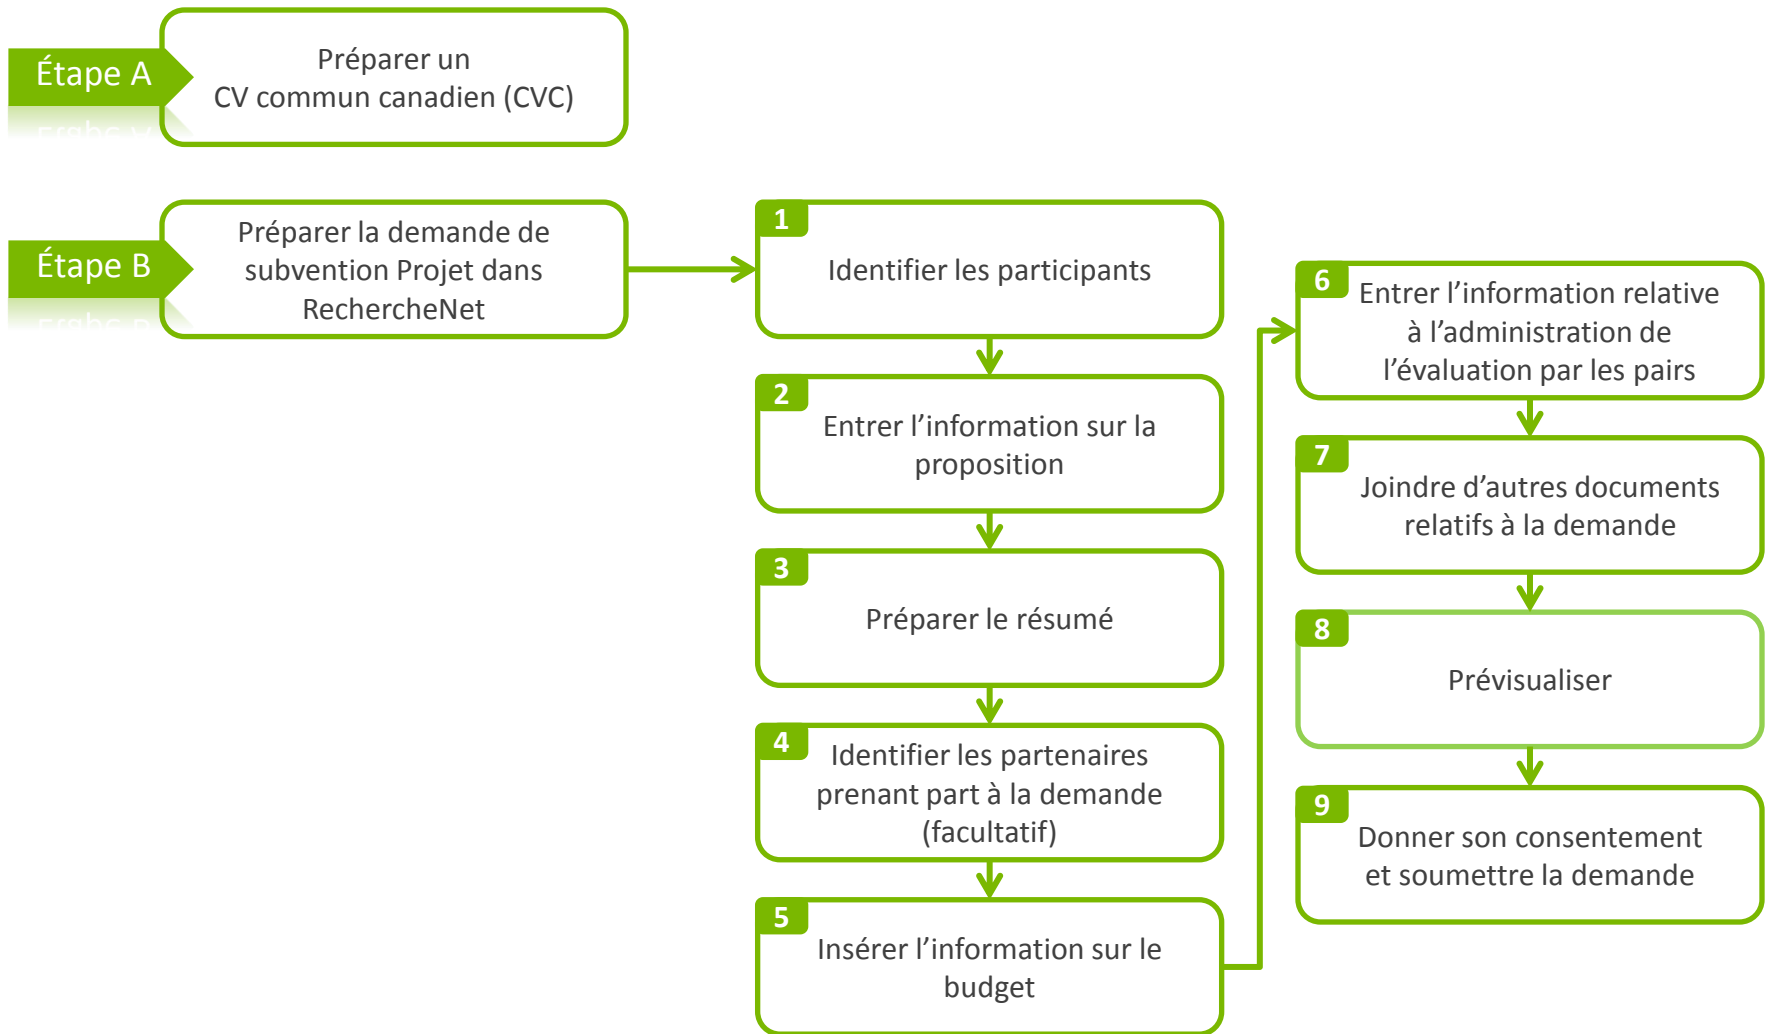 Étape A
Préparer un
CV commun canadien (CVC)
Étape B
Préparer la demande de
subvention Projet dans
RechercheNet
1
Identifier les participants
2
Entrer l’information sur la
proposition
3
Préparer le résumé
4
Identifier les partenaires
prenant part à la demande
(facultatif)
5
Insérer l’information sur le
budget
6
Entrer l’information relative
à l’administration de
l’évaluation par les pairs
7
Joindre d’autres documents
relatifs à la demande
8
Prévisualiser
9
Donner son consentement
et soumettre la demande